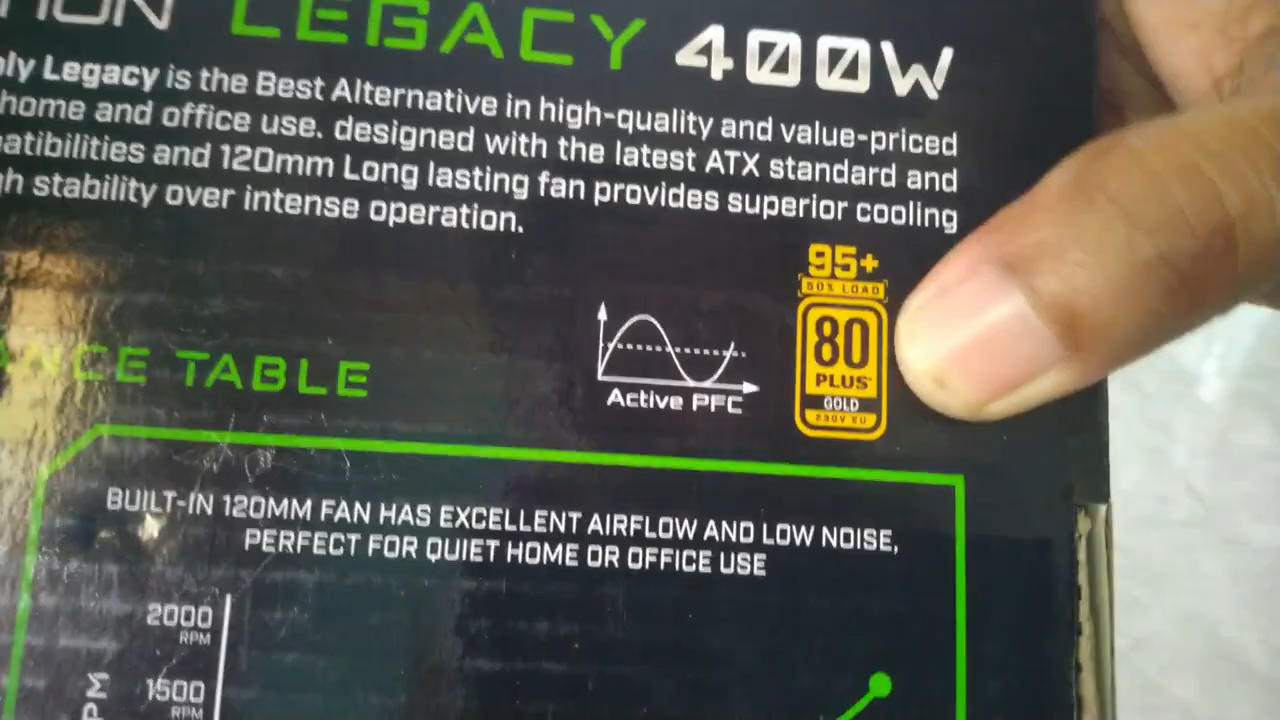 LEGACY 400W
Legacy is the Best Alternative in high-quality and value-priced
home and office use. designed with the latest ATX standard and
and 120mm Long lasting fan provides superior cooling
stability over intense operation.
95+
50% LOAD
80
PLUS
GOLD
230V EU
Active PFC
TABLE
BUILT-IN 120MM FAN HAS EXCELLENT AIRFLOW AND LOW NOISE,
PERFECT FOR QUIET HOME OR OFFICE USE
2000
RPM
1500
RPM